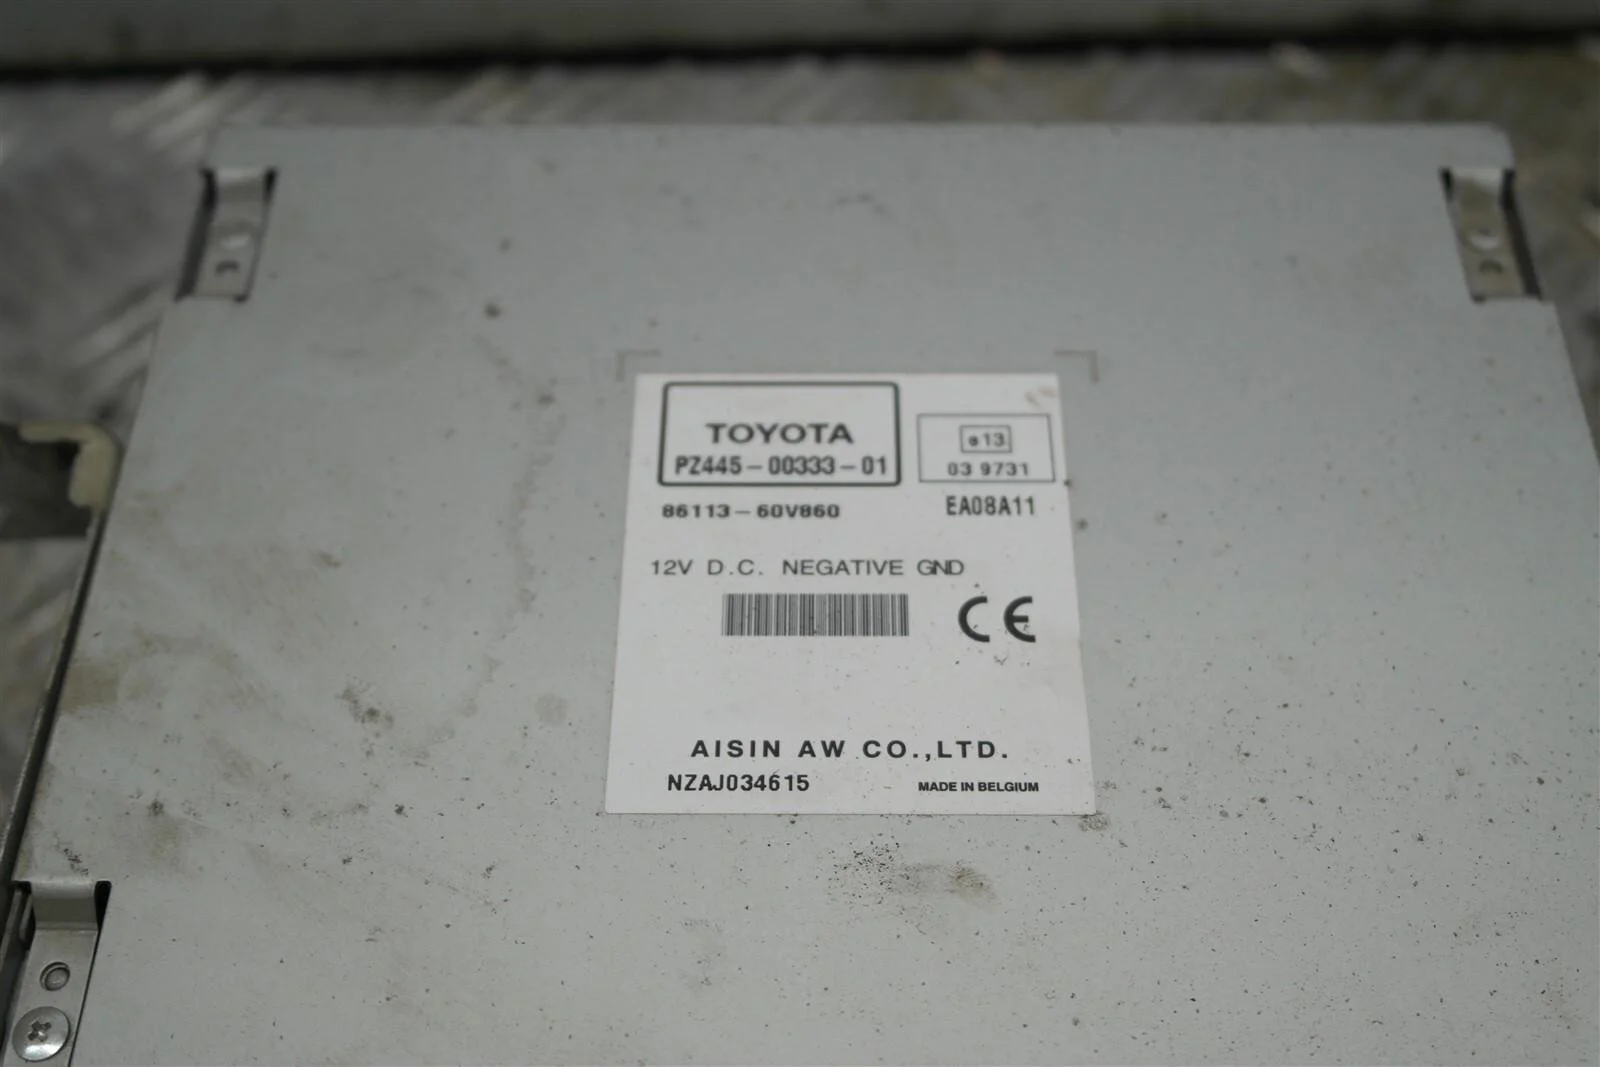 TOYOTA
PZ445-00333-01
e13
03 9731
86113-60V860
EA08A11
12V D.C. NEGATIVE GND
CE
AISIN AW CO.,LTD.
NZAJ034615
MADE IN BELGIUM